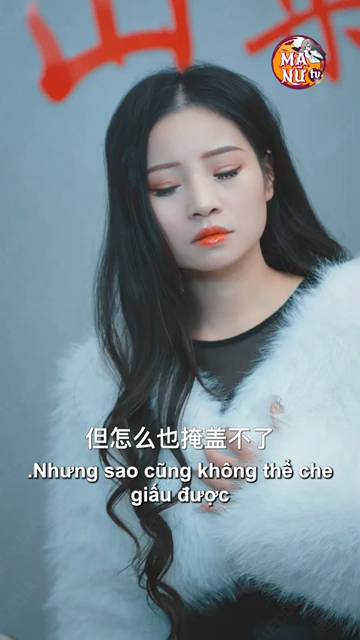 MA
NỮ tv
但怎么也掩盖不了
.Nhưng sao cũng không thể che
giấu được